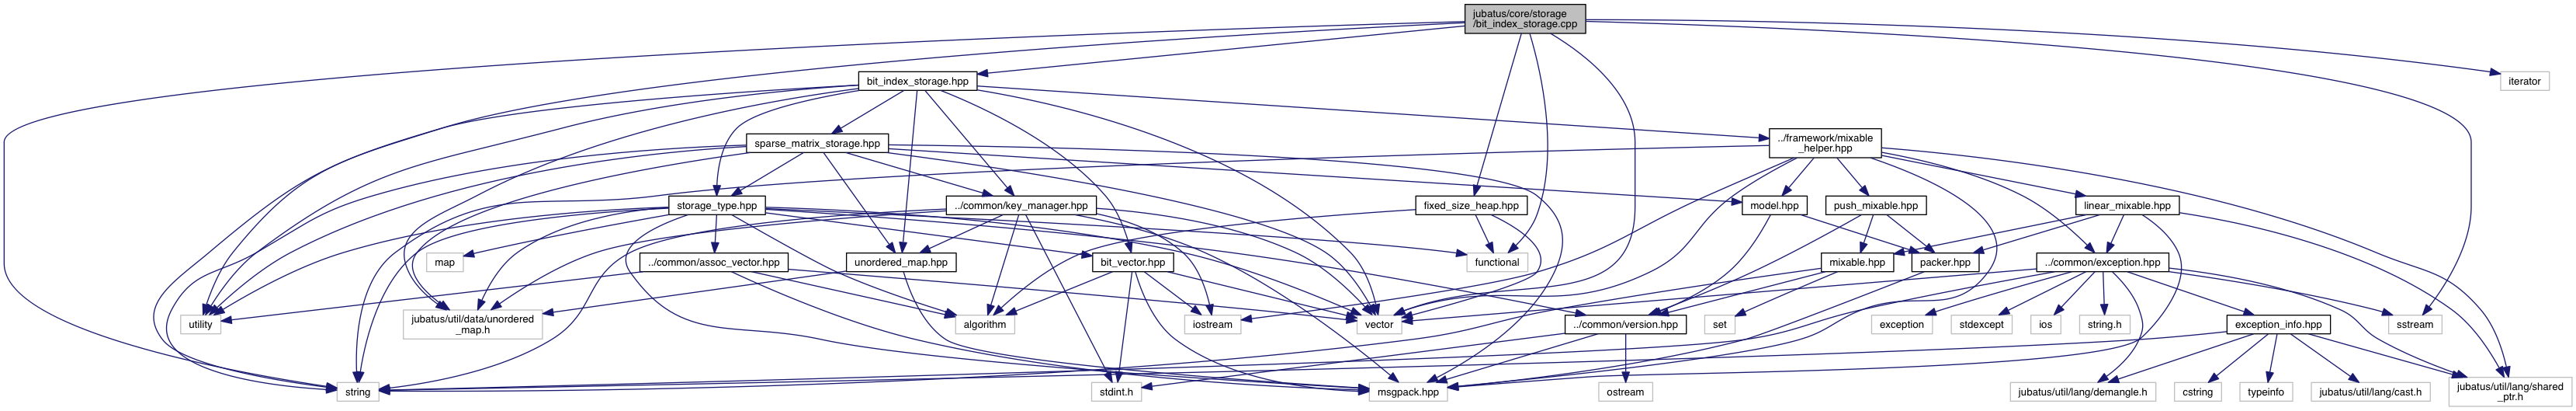 jubatus/core/storage
/bit_index_storage.cpp
bit_index_storage.hpp
iterator
sparse_matrix_storage.hpp
../framework/mixable
_helper.hpp
storage_type.hpp
../common/key_manager.hpp
fixed_size_heap.hpp
model.hpp
push_mixable.hpp
linear_mixable.hpp
map
../common/assoc_vector.hpp
unordered_map.hpp
bit_vector.hpp
functional
mixable.hpp
packer.hpp
../common/exception.hpp
utility
jubatus/util/data/unordered
_map.h
algorithm
iostream
vector
../common/version.hpp
set
exception
stdexcept
ios
string.h
exception_info.hpp
sstream
string
stdint.h
msgpack.hpp
ostream
jubatus/util/lang/demangle.h
cstring
typeinfo
jubatus/util/lang/cast.h
jubatus/util/lang/shared
_ptr.h